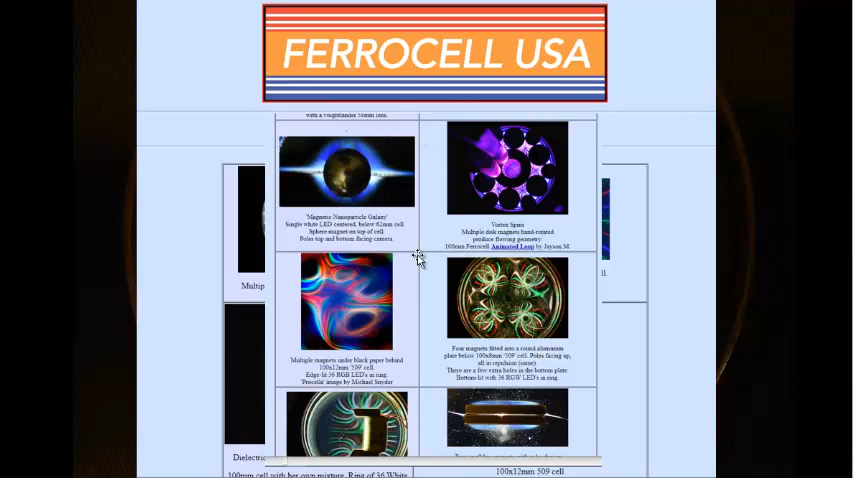 FERROCELL USA
with a voightlander 58mm lens.
'Magnetic Nanoparticle Galaxy'
Single white LED centered, below 62mm cell.
Sphere magnet on top of cell.
Poles top and bottom facing camera.
Vortex Spurs
Multiple disk magnets hand-rotated
produce flowing geometry.
100mm Ferrocell Animated Loop by Jayson M.
Multip
ll.
Multiple magnets under black paper behind
100x12mm '509' cell.
Edge-lit 36 RGB LED's in ring.
'Procella' image by Michael Snyder
Four magnets fitted into a round aluminum
plate below 100x8mm '509' cell. Poles facing up,
all in repulsion (same)
There are a few extra holes in the bottom plate.
Bottom-lit with 36 RGW LED's in ring.
Dielectric
100x12mm 509 cell
100mm cell with her own mixture. Ring of 36 White